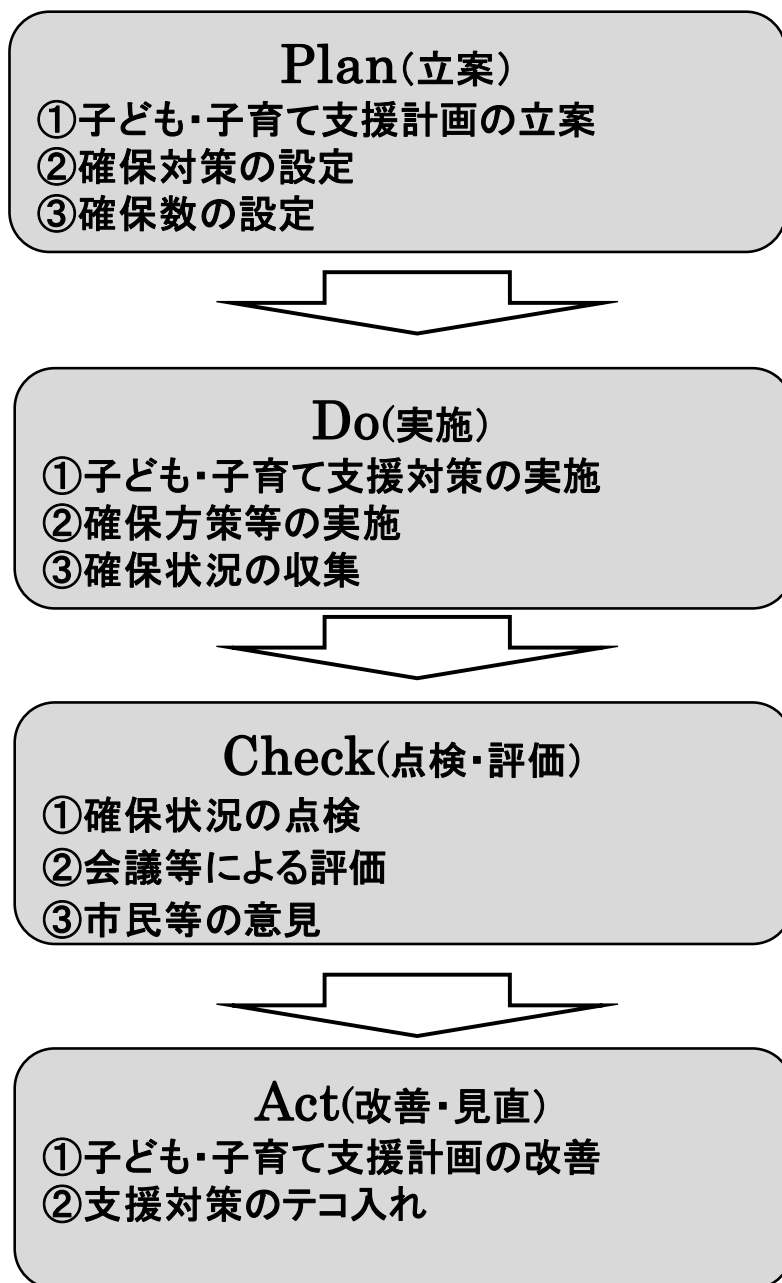 Plan(立案)
①子ども・子育て支援計画の立案
②確保対策の設定
③確保数の設定
Do(実施)
①子ども・子育て支援対策の実施
②確保方策等の実施
③確保状況の収集
Check(点検・評価)
①確保状況の点検
②会議等による評価
③市民等の意見
Act(改善・見直)
①子ども・子育て支援計画の改善
②支援対策のテコ入れ